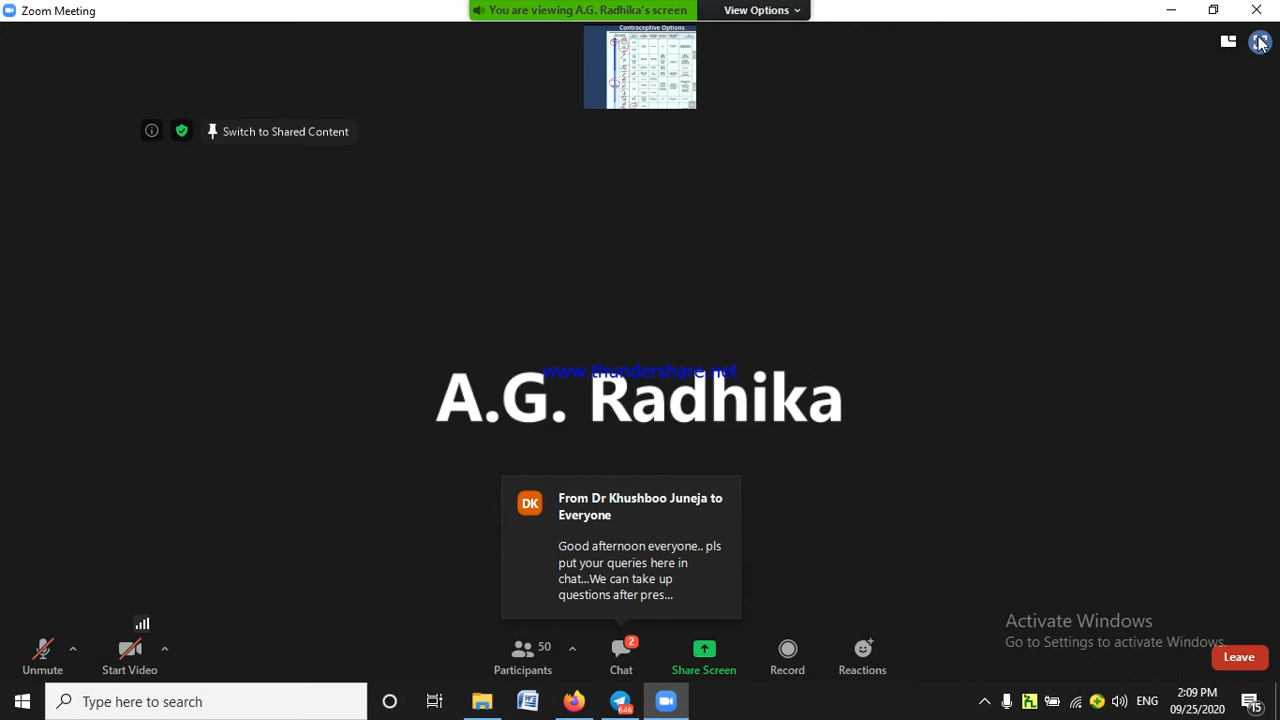 Zoom Meeting
You are viewing A.G. Radhika's screen
View Options
Contraceptive Options
Switch to Shared Content
www.thundershare.net
A.G. Radhika
DK
From Dr Khushboo Juneja to
Everyone
Good afternoon everyone.. pls
put your queries here in
chat...We can take up
questions after pres...
Activate Windows
Go to Settings to activate Windows.
Unmute
Start Video
50
Participants
2
Chat
Share Screen
Record
Reactions
Leave
Type here to search
646
ENG
2:09 PM
09/25/2020
15